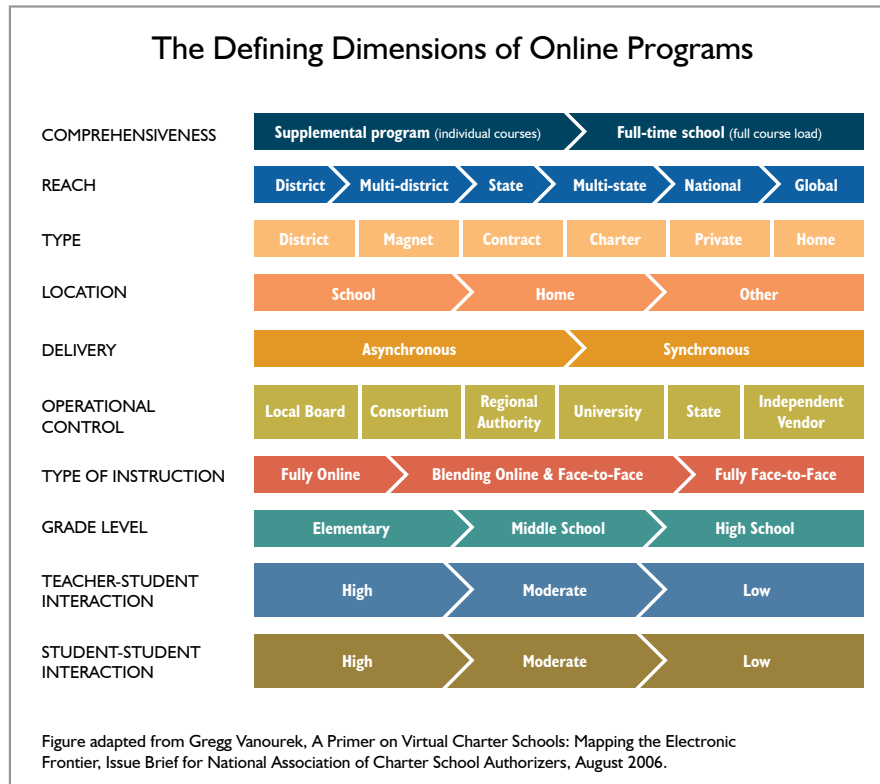 The Defining Dimensions of Online Programs
COMPREHENSIVENESS
Supplemental program (individual courses) Full-time school (full course load)
REACH
District Multi-district State Multi-state National Global
TYPE
District Magnet Contract Charter Private Home
LOCATION
School Home Other
DELIVERY
Asynchronous Synchronous
OPERATIONAL
CONTROL
Local Board Consortium Regional
Authority University State Independent
Vendor
TYPE OF INSTRUCTION
Fully Online Blending Online & Face-to-Face Fully Face-to-Face
GRADE LEVEL
Elementary Middle School High School
TEACHER-STUDENT
INTERACTION
High Moderate Low
STUDENT-STUDENT
INTERACTION
High Moderate Low
Figure adapted from Gregg Vanourek, A Primer on Virtual Charter Schools: Mapping the Electronic
Frontier, Issue Brief for National Association of Charter School Authorizers, August 2006.